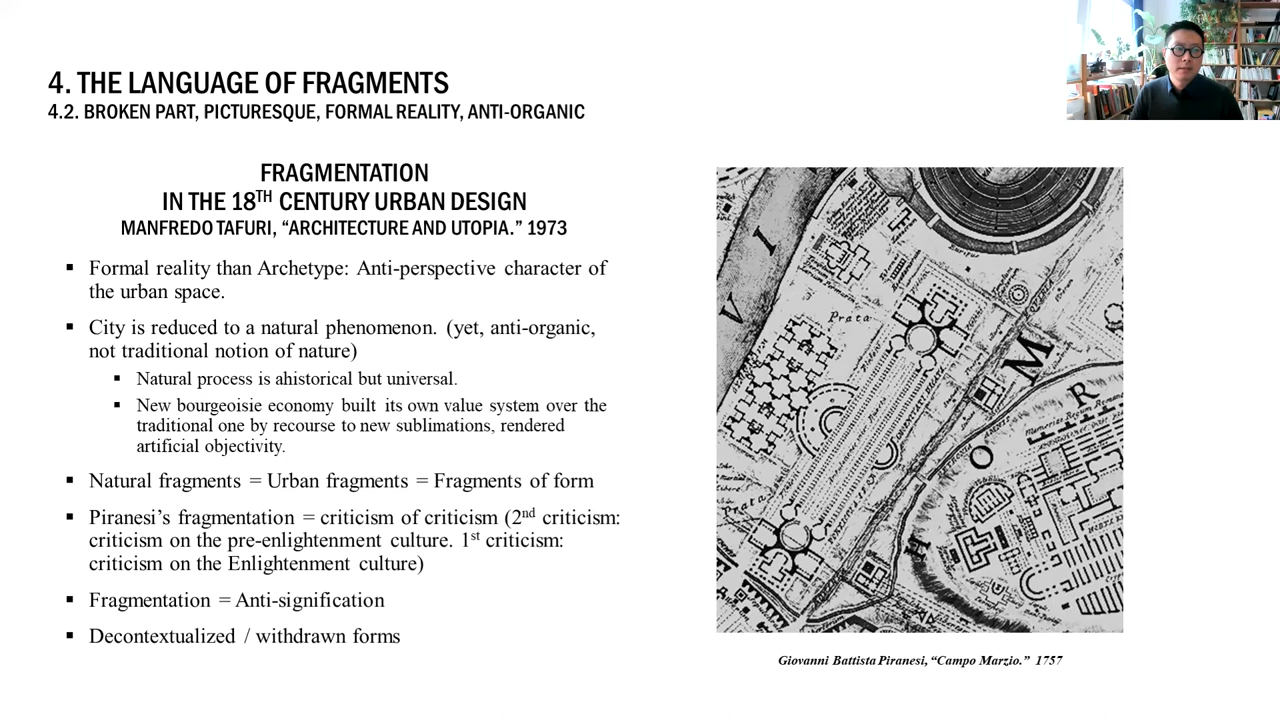 4. THE LANGUAGE OF FRAGMENTS
4.2. BROKEN PART, PICTURESQUE, FORMAL REALITY, ANTI-ORGANIC
FRAGMENTATION
IN THE 18TH CENTURY URBAN DESIGN
MANFREDO TAFURI, “ARCHITECTURE AND UTOPIA.” 1973
▪ Formal reality than Archetype: Anti-perspective character of
the urban space.
▪ City is reduced to a natural phenomenon. (yet, anti-organic,
not traditional notion of nature)
▪ Natural process is ahistorical but universal.
▪ New bourgeoisie economy built its own value system over the
traditional one by recourse to new sublimations, rendered
artificial objectivity.
▪ Natural fragments = Urban fragments = Fragments of form
▪ Piranesi’s fragmentation = criticism of criticism (2nd criticism:
criticism on the pre-enlightenment culture. 1st criticism:
criticism on the Enlightenment culture)
▪ Fragmentation = Anti-signification
▪ Decontextualized / withdrawn forms
V I
Prata
M
R
O
H
Prata
Giovanni Battista Piranesi, “Campo Marzio.” 1757